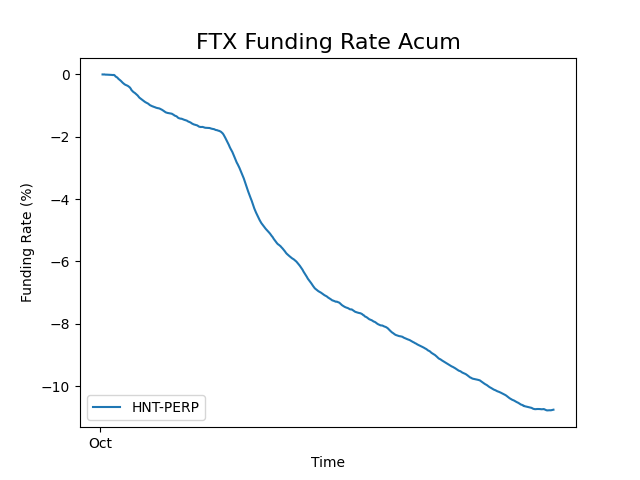 FTX Funding Rate Acum
Funding Rate (%)
0
−2
−4
−6
−8
−10
HNT-PERP
Oct
Time